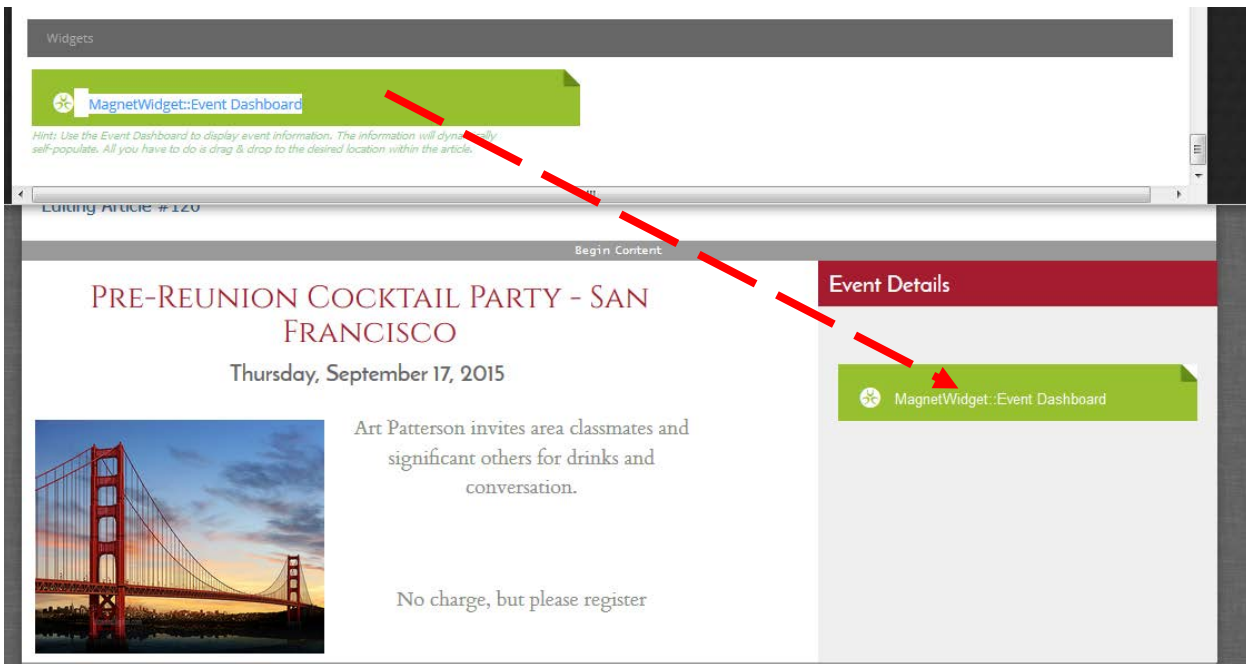 Widgets
MagnetWidget::Event Dashboard
Hint: Use the Event Dashboard to display event information. The information will dynamically
self-populate. All you have to do is drag & drop to the desired location within the article.
Editing Article #120
Begin Content
PRE-REUNION COCKTAIL PARTY - SAN
FRANCISCO
Thursday, September 17, 2015
Art Patterson invites area classmates and
significant others for drinks and
conversation.
No charge, but please register
Event Details
MagnetWidget::Event Dashboard